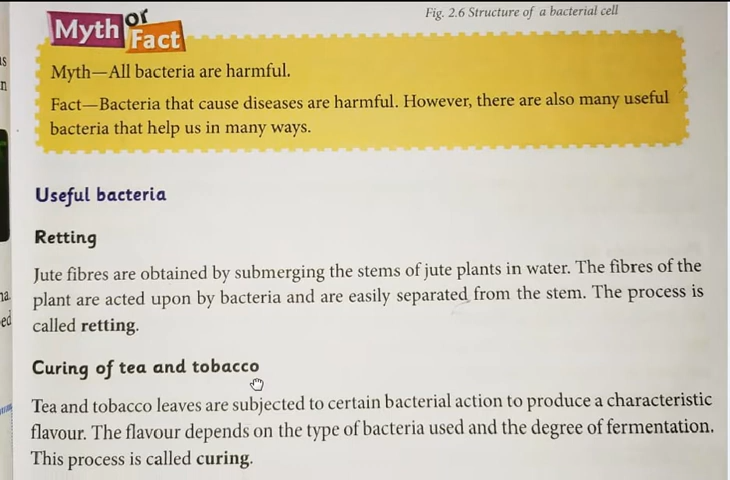 Fig. 2.6 Structure of a bacterial cell
Myth or Fact
Myth—All bacteria are harmful.
Fact—Bacteria that cause diseases are harmful. However, there are also many useful
bacteria that help us in many ways.
Useful bacteria
Retting
Jute fibres are obtained by submerging the stems of jute plants in water. The fibres of the
plant are acted upon by bacteria and are easily separated from the stem. The process is
called retting.
Curing of tea and tobacco
Tea and tobacco leaves are subjected to certain bacterial action to produce a characteristic
flavour. The flavour depends on the type of bacteria used and the degree of fermentation.
This process is called curing.